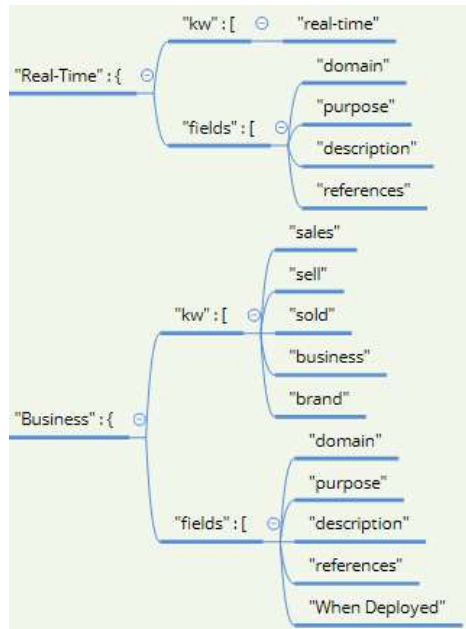 "Real-Time":{
"kw":[
"real-time"
"fields":[
"domain"
"purpose"
"description"
"references"
"Business":{
"kw":[
"sales"
"sell"
"sold"
"business"
"brand"
"fields":[
"domain"
"purpose"
"description"
"references"
"When Deployed"